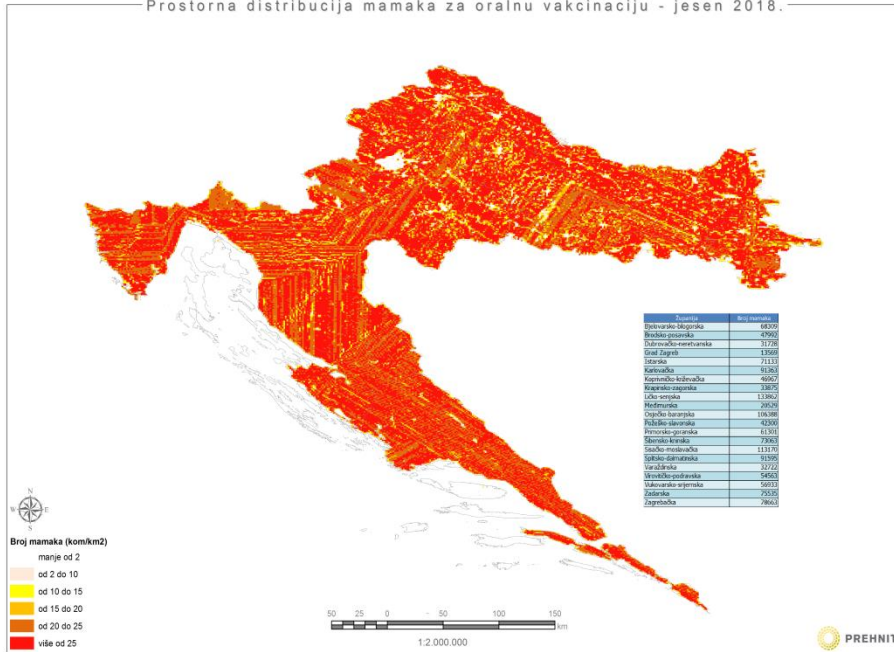 Prostorna distribucija mamaka za oralnu vakcinaciju - jesen 2018.
Županija Broj mamaka
Bjelovarsko-bilogorska 68309
Brodsko-posavska 47992
Dubrovačko-neretvanska 31728
Grad Zagreb 13569
Istarska 71133
Karlovačka 91363
Koprivničko-križevačka 46967
Krapinsko-zagorska 33875
Ličko-senjska 133862
Međimurska 20529
Osječko-baranjska 106388
Požeško-slavonska 42300
Primorsko-goranska 61301
Šibensko-kninska 73063
Sisačko-moslavačka 113170
Splitsko-dalmatinska 91595
Varaždinska 32722
Virovitičko-podravska 54563
Vukovarsko-srijemska 56933
Zadarska 75535
Zagrebačka 78663
N
W E
S
Broj mamaka (kom/km2)
manje od 2
od 2 do 10
od 10 do 15
od 15 do 20
od 20 do 25
više od 25
50 25 0 50 100 150
km
1:2.000.000
PREHNIT